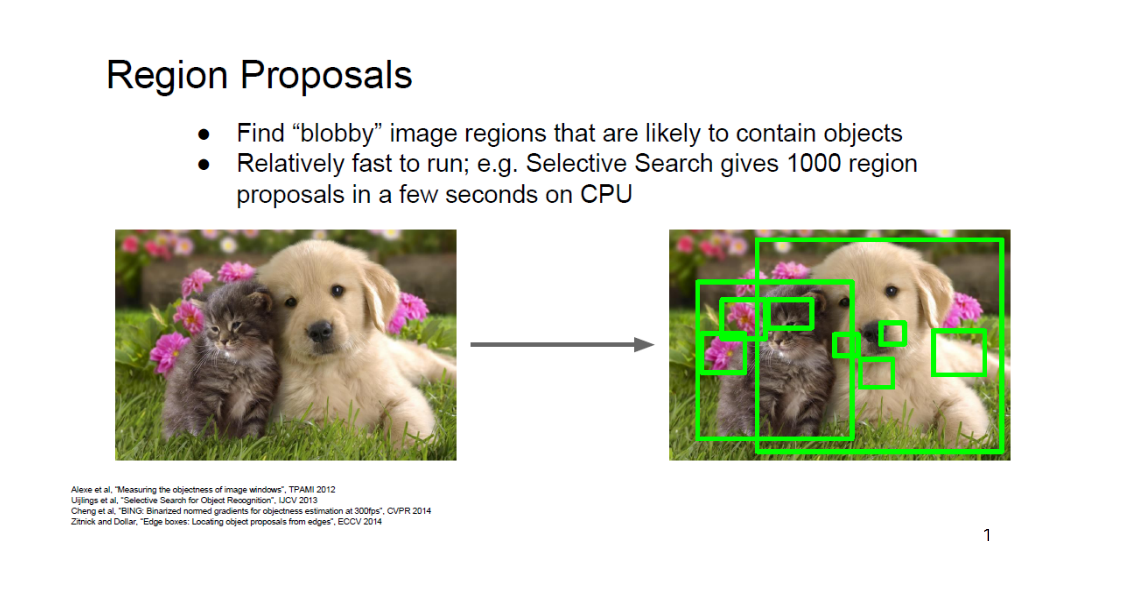 Region Proposals
● Find “blobby” image regions that are likely to contain objects
● Relatively fast to run; e.g. Selective Search gives 1000 region
proposals in a few seconds on CPU
Alexe et al, “Measuring the objectness of image windows”, TPAMI 2012
Uijlings et al, “Selective Search for Object Recognition”, IJCV 2013
Cheng et al, “BING: Binarized normed gradients for objectness estimation at 300fps”, CVPR 2014
Zitnick and Dollar, “Edge boxes: Locating object proposals from edges”, ECCV 2014
1